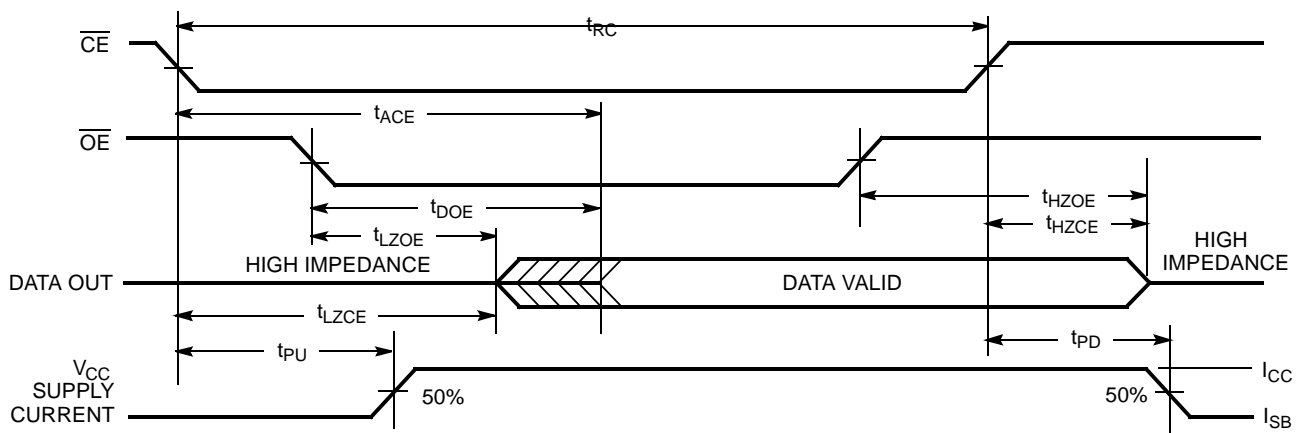 tRC
CE
tACE
OE
tDOE
tHZOE
tLZOE
tHZCE
HIGH IMPEDANCE
HIGH
IMPEDANCE
DATA OUT
DATA VALID
tLZCE
tPU
tPD
VCC
SUPPLY
CURRENT
50%
50%
ICC
ISB